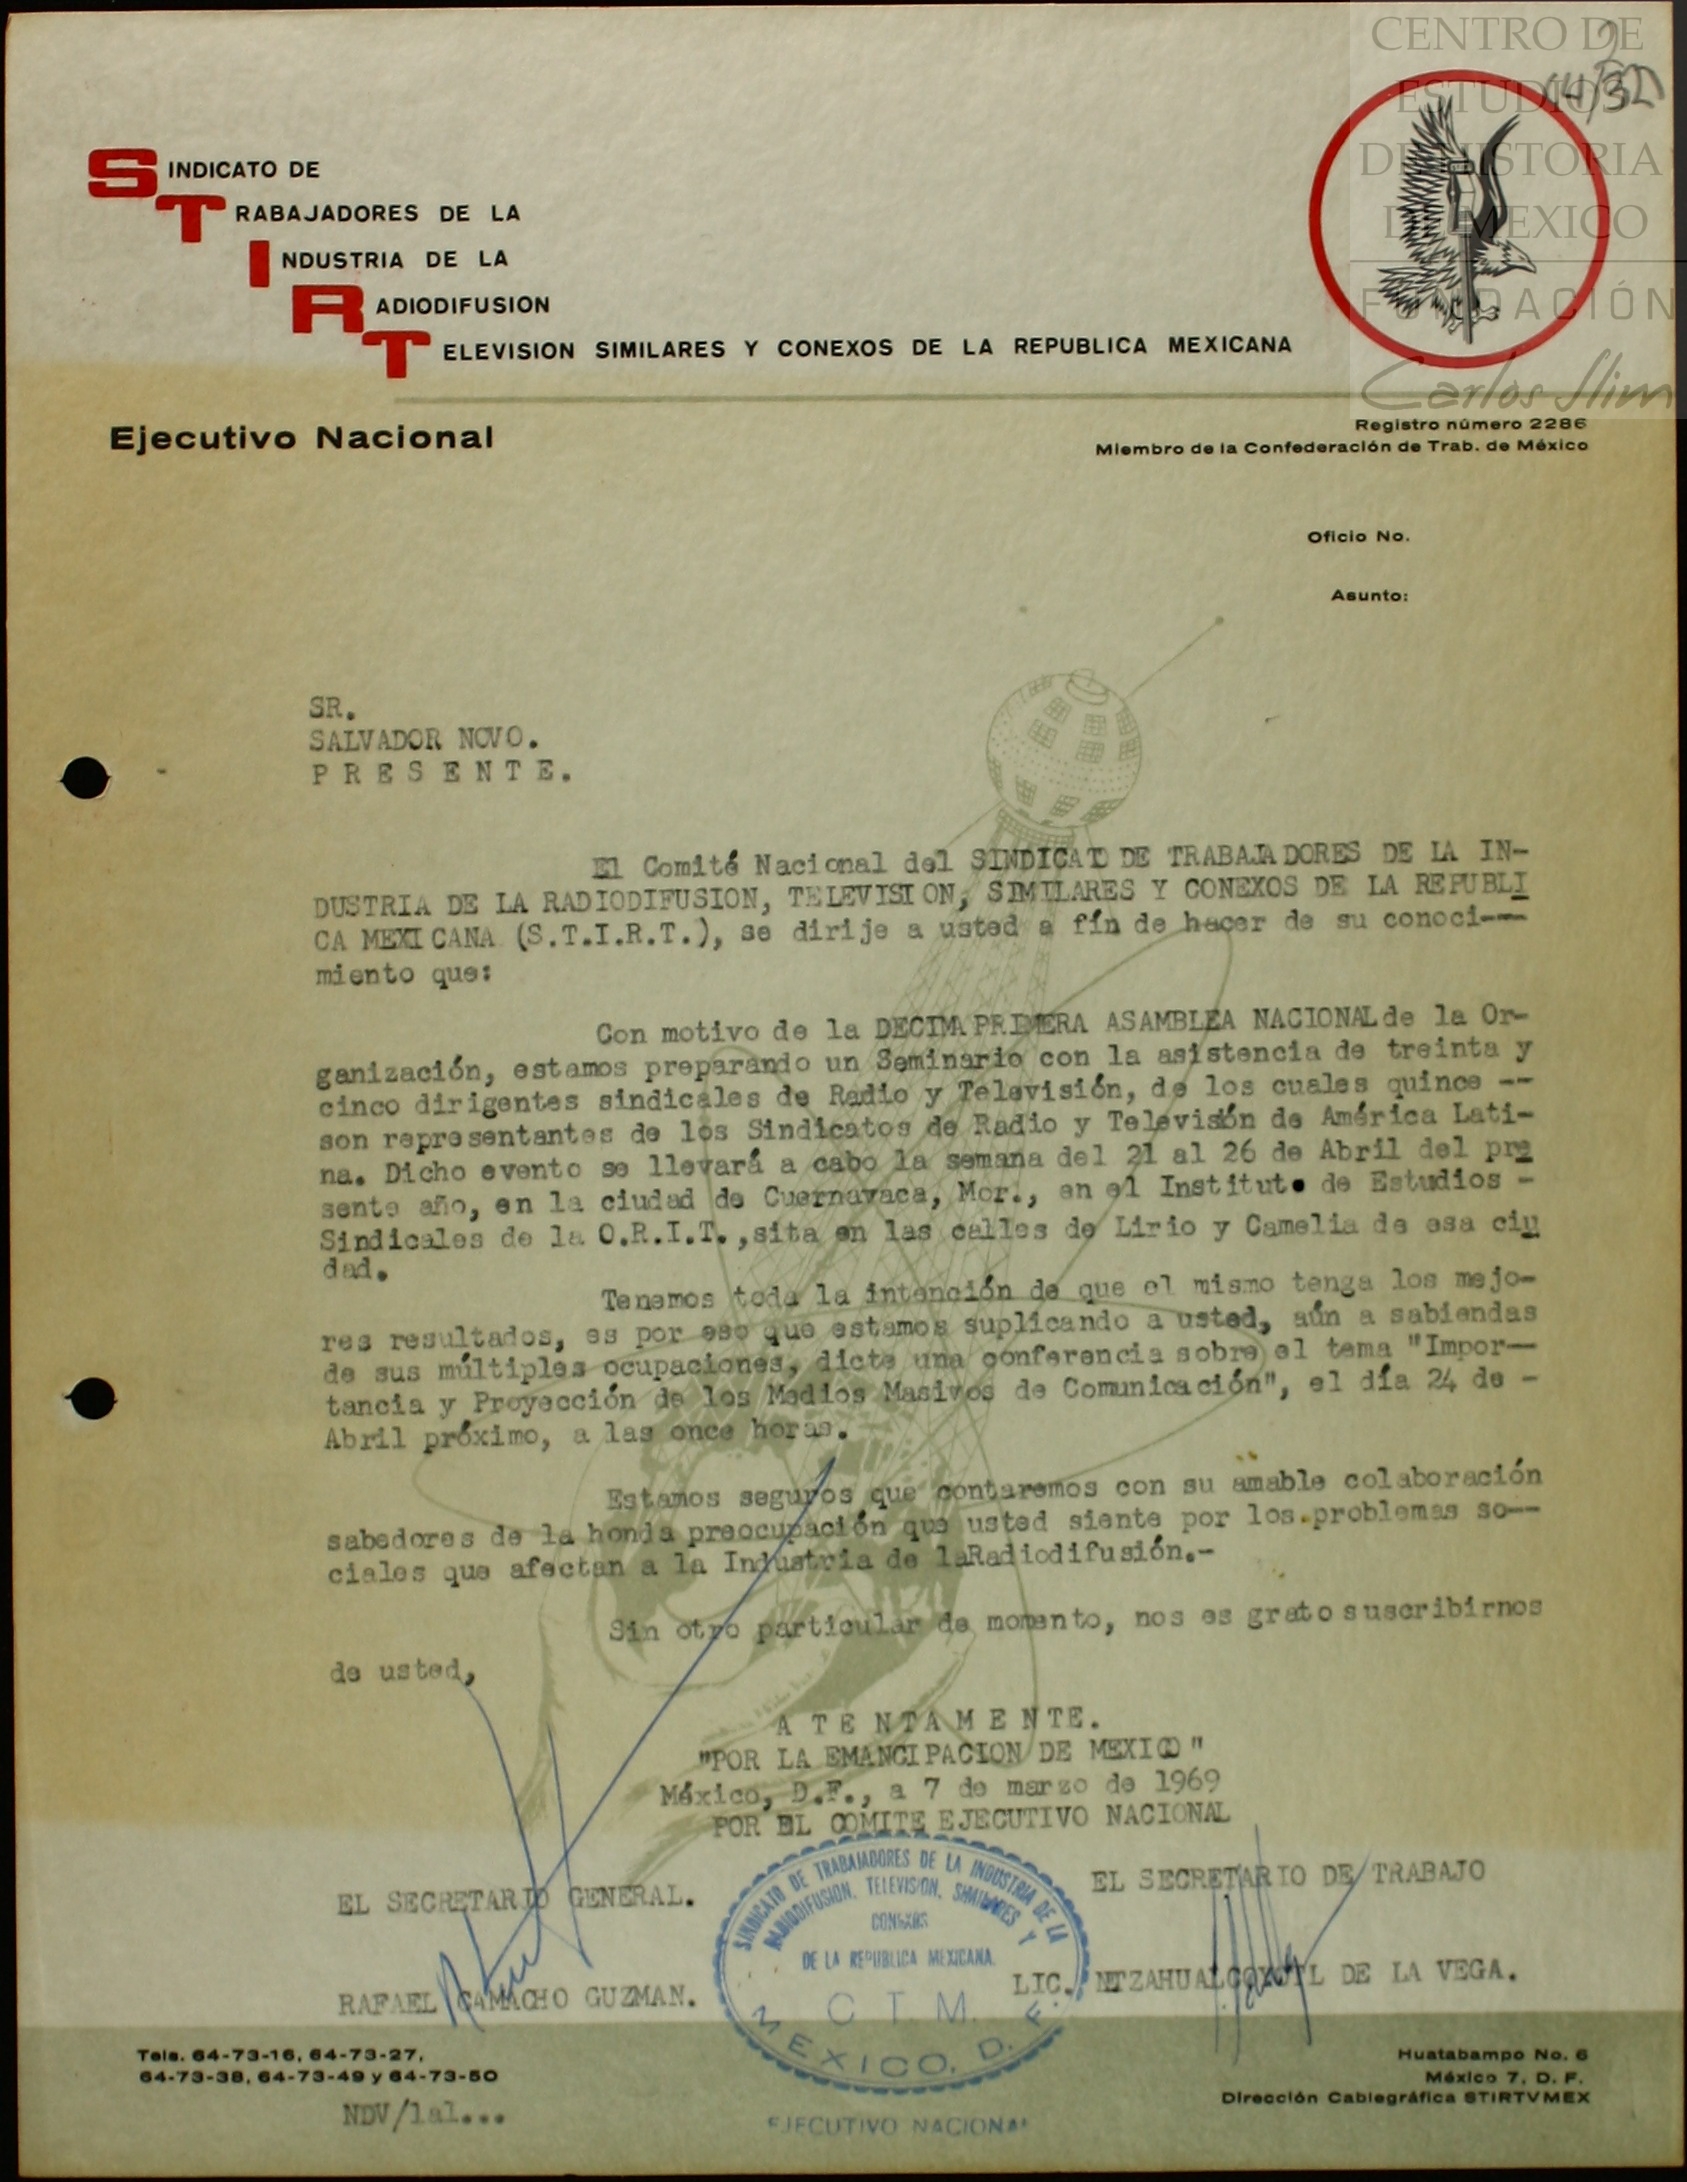 CENTRO DE
ESTUDIOS
DE HISTORIA
DE MEXICO
FUNDACIÓN
Carlos Slim
SINDICATO DE
TRABAJADORES DE LA
INDUSTRIA DE LA
RADIODIFUSION
TELEVISION SIMILARES Y CONEXOS DE LA REPUBLICA MEXICANA
Ejecutivo Nacional
Registro número 2286
Miembro de la Confederación de Trab. de México
Oficio No.
Asunto:
SR.
SALVADOR NOVO.
P R E S E N T E.
El Comité Nacional del SINDICATO DE TRABAJADORES DE LA IN-
DUSTRIA DE LA RADIODIFUSION, TELEVISION, SIMILARES Y CONEXOS DE LA REPUBLI
CA MEXICANA (S.T.I.R.T.), se dirije a usted a fín de hacer de su conoci---
miento que:
Con motivo de la DECIMA PRIMERA ASAMBLEA NACIONAL de la Or-
ganización, estamos preparando un Seminario con la asistencia de treinta y
cinco dirigentes sindicales de Radio y Televisión, de los cuales quince --
son representantes de los Sindicatos de Radio y Televisión de América Lati-
na. Dicho evento se llevará a cabo la semana del 21 al 26 de Abril del pre
sente año, en la ciudad de Cuernavaca, Mor., en el Instituto de Estudios -
Sindicales de la O.R.I.T., sita en las calles de Lirio y Camelia de esa ciu
dad.
Tenemos toda la intención de que el mismo tenga los mejo-
res resultados, es por eso que estamos suplicando a usted, aún a sabiendas
de sus múltiples ocupaciones, dicte una conferencia sobre el tema "Impor--
tancia y Proyección de los Medios Masivos de Comunicación", el día 24 de -
Abril próximo, a las once horas.
Estamos seguros que contaremos con su amable colaboración
sabedores de la honda preocupación que usted siente por los problemas so--
ciales que afectan a la Industria de laRadiodifusión.-
Sin otro particular de momento, nos es grato suscribirnos
de usted,
A T E N T A M E N T E.
"POR LA EMANCIPACION DE MEXICO"
México, D.F., a 7 de marzo de 1969
POR EL COMITE EJECUTIVO NACIONAL
EL SECRETARIO GENERAL.
EL SECRETARIO DE TRABAJO
SINDICATO DE TRABAJADORES DE LA INDUSTRIA DE LA
RADIODIFUSION, TELEVISION, SIMILARES Y
CONEXOS
DE LA REPUBLICA MEXICANA
C T M.
MEXICO, D. F.
RAFAEL CAMACHO GUZMAN.
LIC. NETZAHUALCOYOTL DE LA VEGA.
Tels. 64-73-16, 64-73-27,
64-73-38, 64-73-49 y 64-73-50
Huatabampo No. 6
México 7, D. F.
Dirección Cablegráfica STIRTVMEX
NDV/lal...
EJECUTIVO NACIONAL